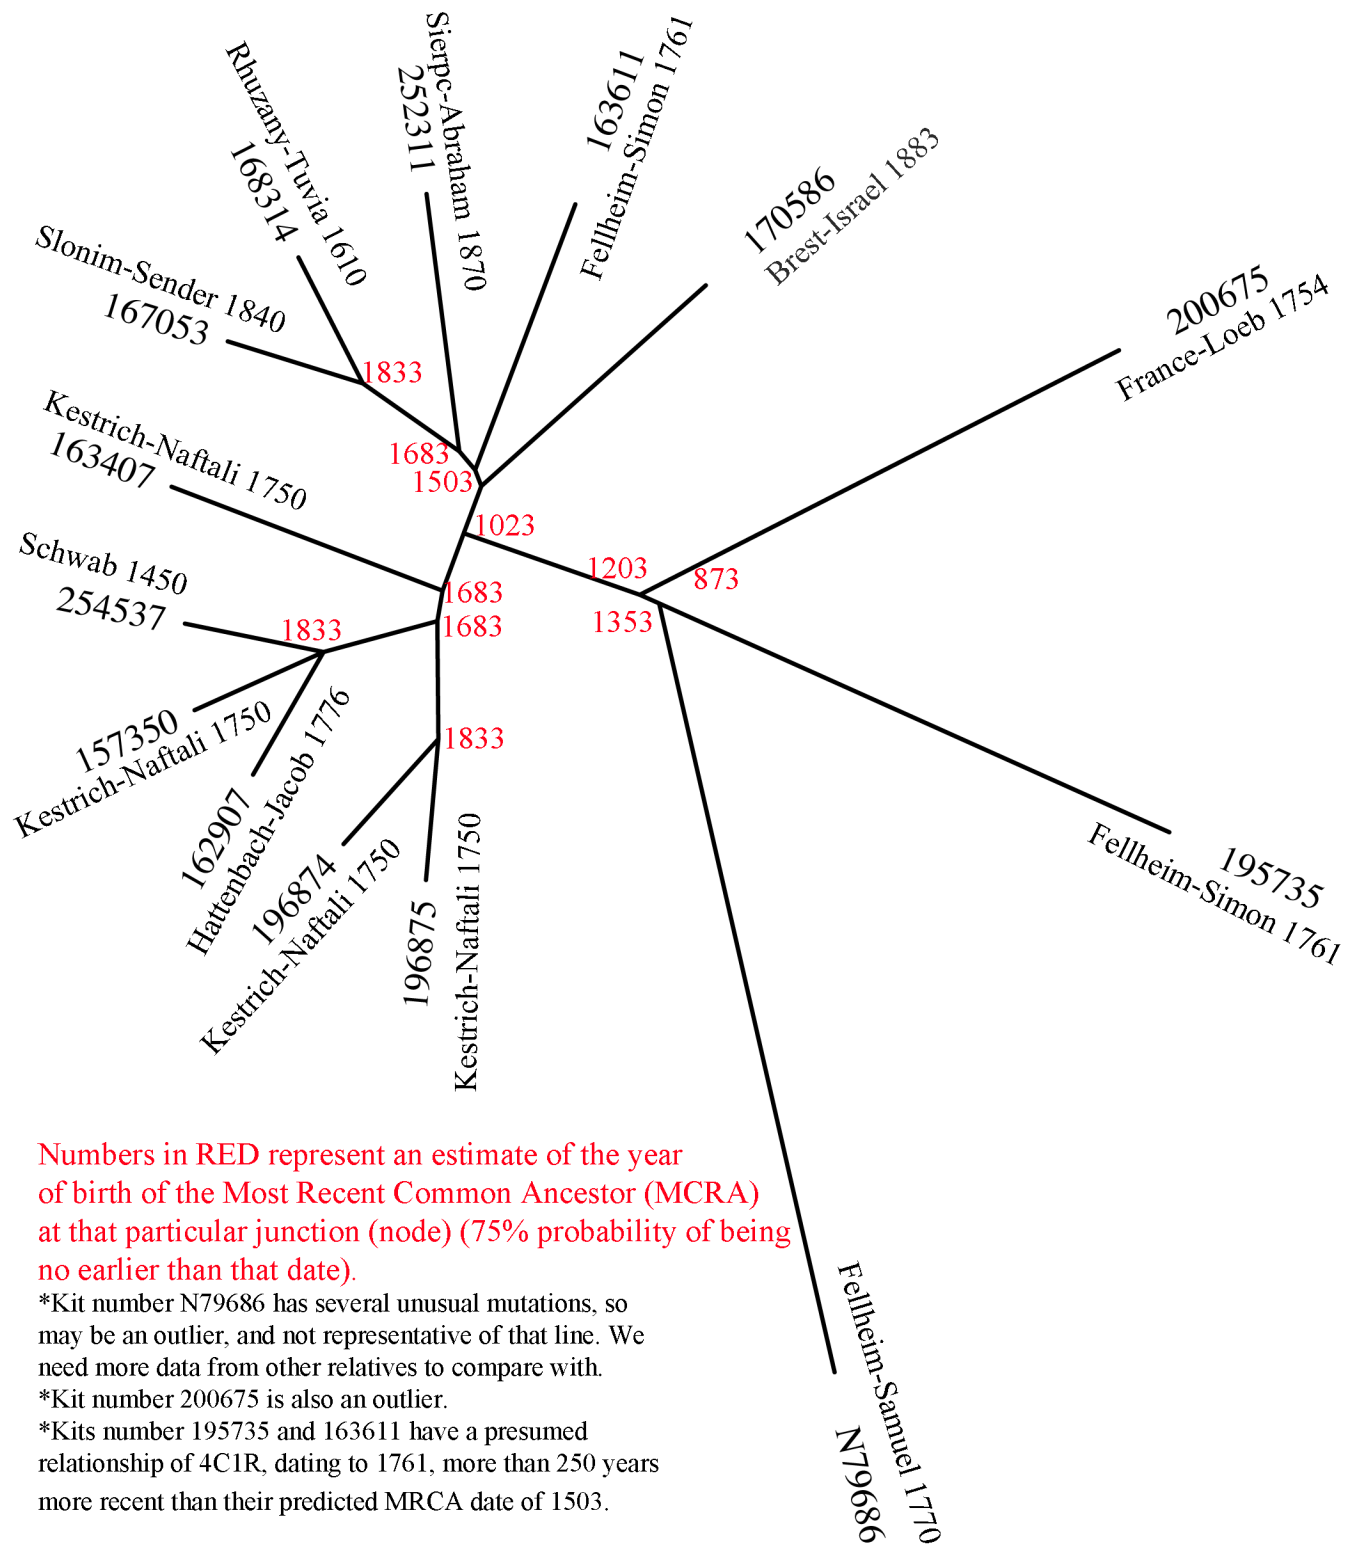 Sierpc-Abraham 1870
252311
163611
Fellheim-Simon 1761
Rhuzany-Tuvia 1610
168314
170586
Brest-Israel 1883
Slonim-Sender 1840
167053
200675
France-Loeb 1754
1833
Kestrich-Naftali 1750
163407
1683
1503
1023
Schwab 1450
254537
1203
873
1683
1353
1833
1683
157350
Kestrich-Naftali 1750
162907
Hattenbach-Jacob 1776
1833
196874
Kestrich-Naftali 1750
196875
Kestrich-Naftali 1750
195735
Fellheim-Simon 1761
Numbers in RED represent an estimate of the year
of birth of the Most Recent Common Ancestor (MCRA)
at that particular junction (node) (75% probability of being
no earlier than that date).
*Kit number N79686 has several unusual mutations, so
may be an outlier, and not representative of that line. We
need more data from other relatives to compare with.
*Kit number 200675 is also an outlier.
*Kits number 195735 and 163611 have a presumed
relationship of 4C1R, dating to 1761, more than 250 years
more recent than their predicted MRCA date of 1503.
Fellheim-Samuel 1770
N79686